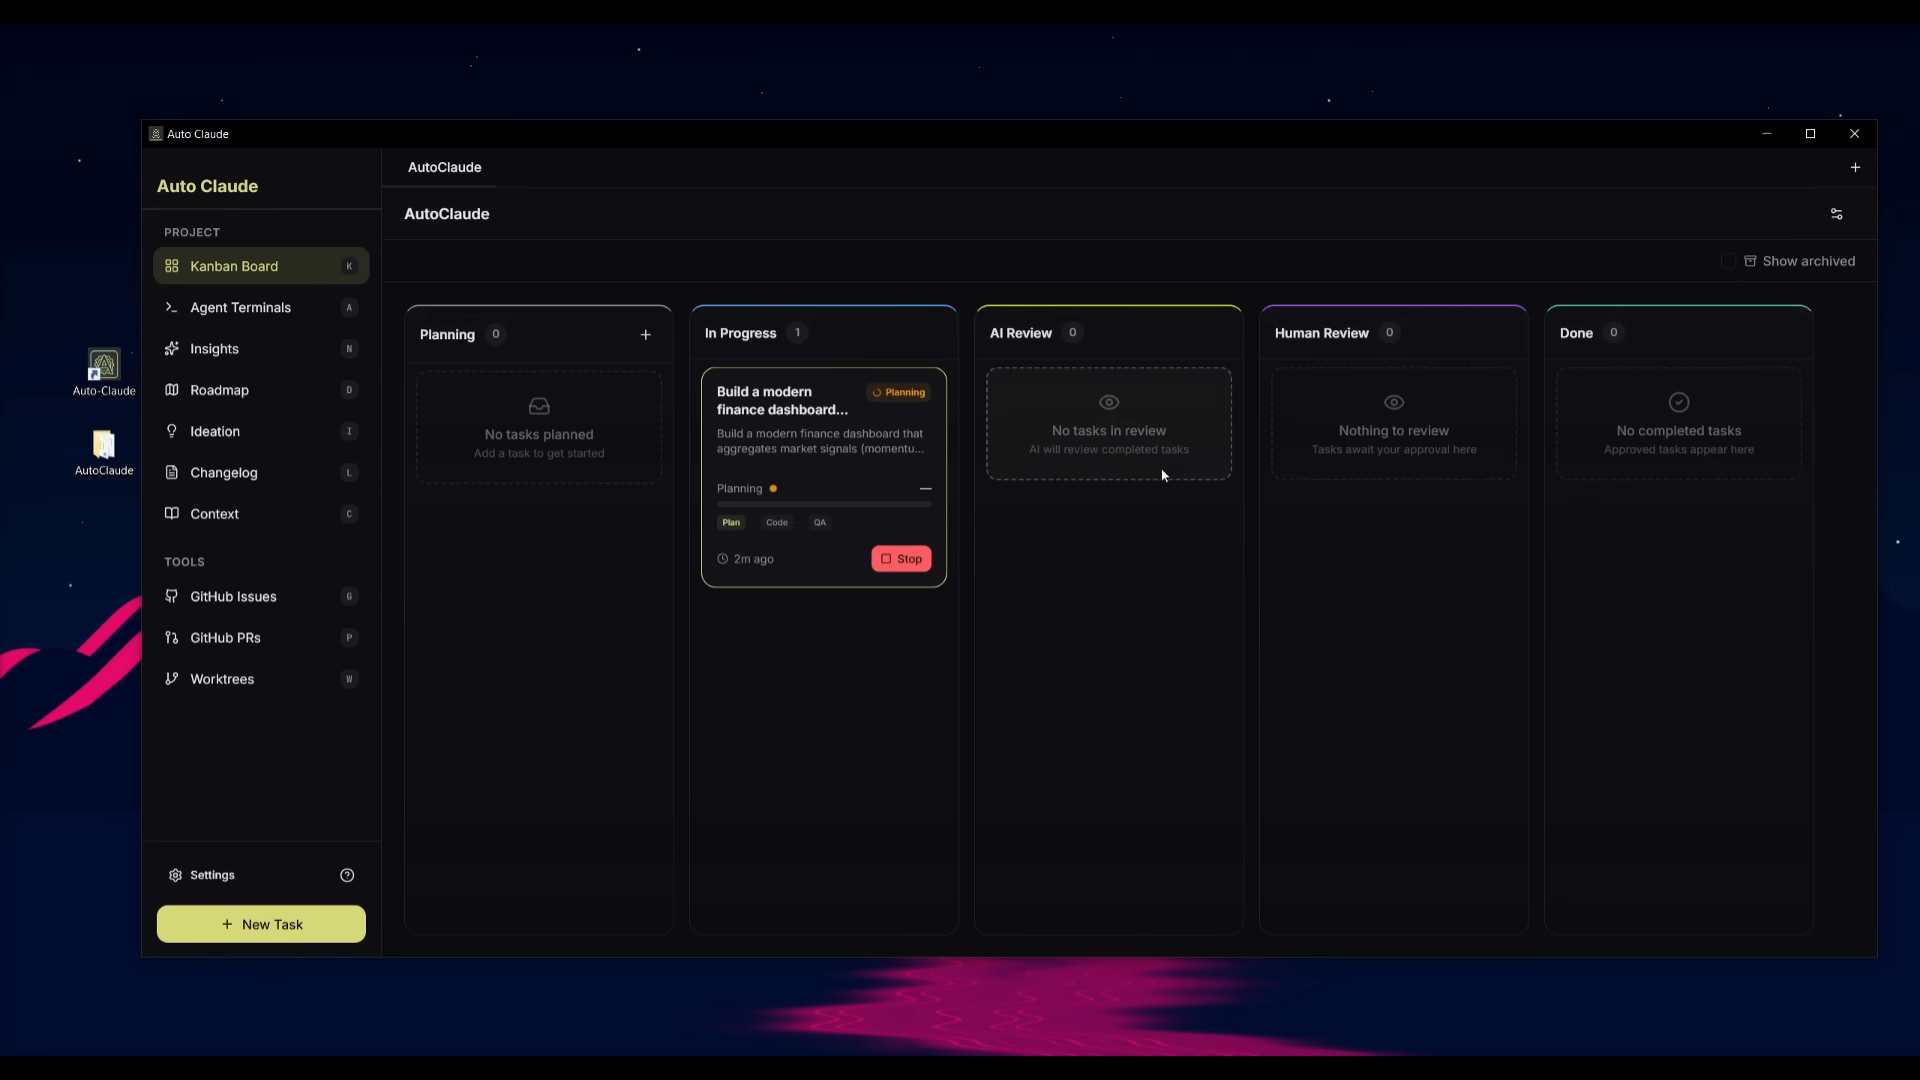 Auto Claude
Auto Claude
PROJECT
Kanban Board K
Agent Terminals A
Insights N
Roadmap D
Ideation I
Changelog L
Context C
TOOLS
GitHub Issues G
GitHub PRs P
Worktrees W
Settings
+ New Task
AutoClaude
AutoClaude
Show archived
Planning 0
No tasks planned
Add a task to get started
In Progress 1
Build a modern
finance dashboard...
Planning
Build a modern finance dashboard that
aggregates market signals (momentu...
Planning
Plan Code QA
2m ago
Stop
AI Review 0
No tasks in review
AI will review completed tasks
Human Review 0
Nothing to review
Tasks await your approval here
Done 0
No completed tasks
Approved tasks appear here
Auto-Claude
AutoClaude